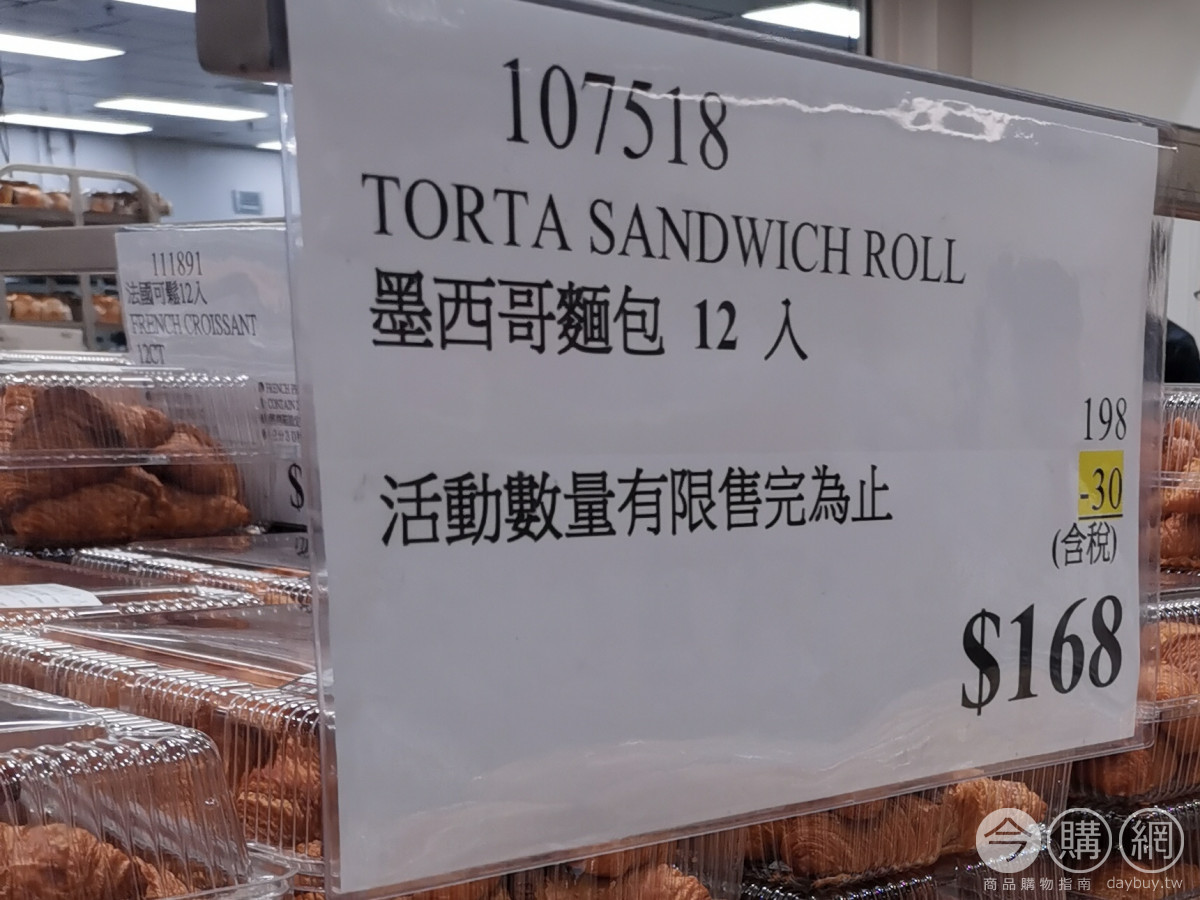 107518
TORTA SANDWICH ROLL
墨西哥麵包 12 入
198
-30
活動數量有限售完為止
(含稅)
$168
111891
法國可鬆12入
FRENCH CROISSANT
12CT
$
今購網
商品購物指南 daybuy.tw